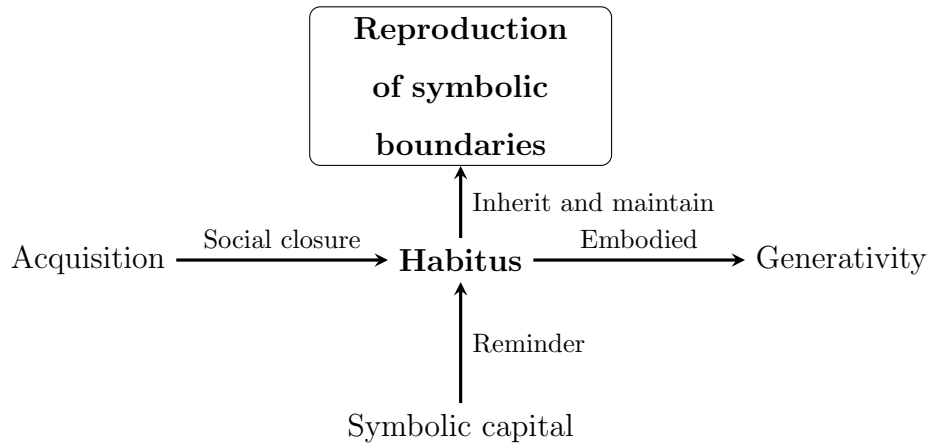 Reproduction
of symbolic
boundaries
Inherit and maintain
Social closure
Embodied
Acquisition
Habitus
Generativity
Reminder
Symbolic capital